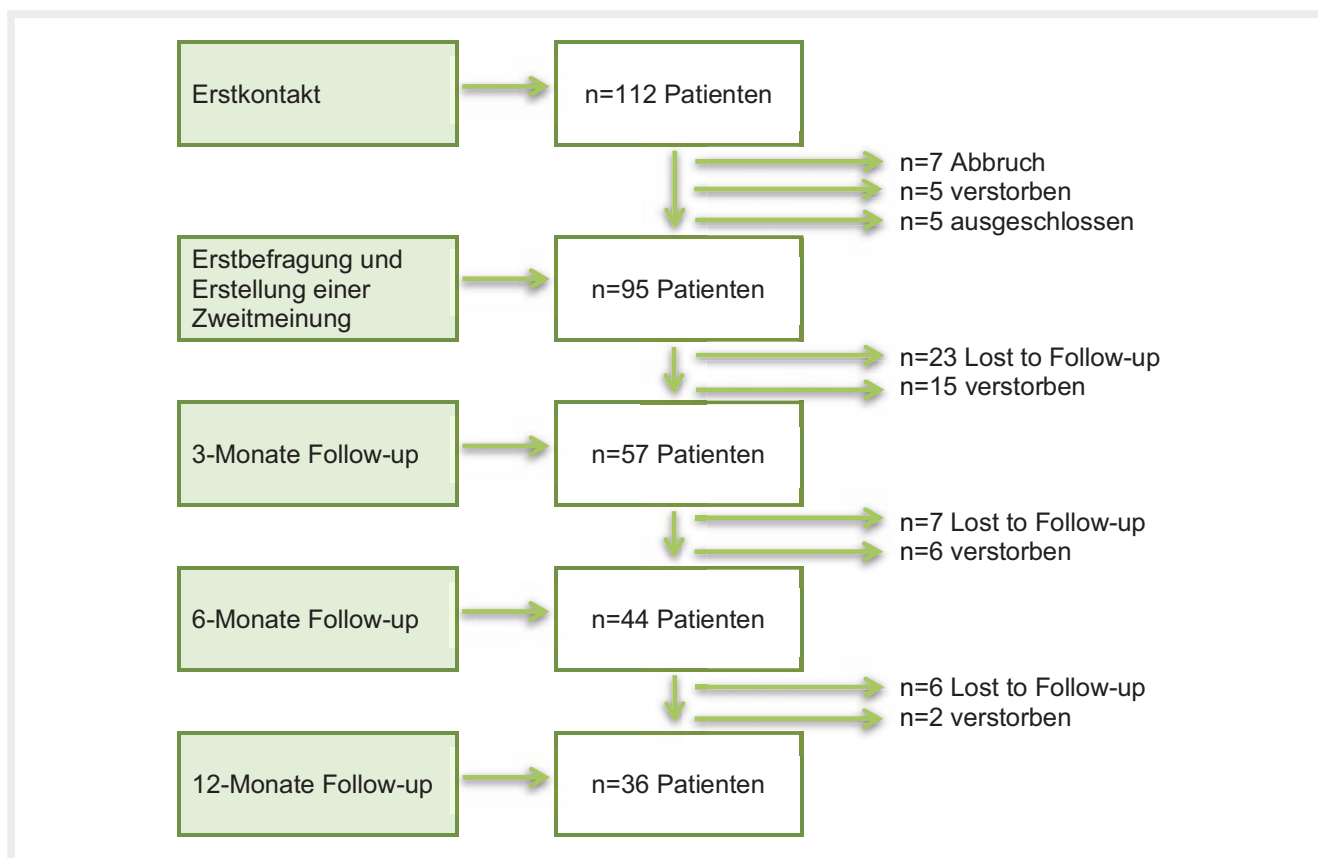 Erstkontakt
n=112 Patienten
n=7 Abbruch
n=5 verstorben
n=5 ausgeschlossen
Erstbefragung und
Erstellung einer
Zweitmeinung
n=95 Patienten
n=23 Lost to Follow-up
n=15 verstorben
3-Monate Follow-up
n=57 Patienten
n=7 Lost to Follow-up
n=6 verstorben
6-Monate Follow-up
n=44 Patienten
n=6 Lost to Follow-up
n=2 verstorben
12-Monate Follow-up
n=36 Patienten